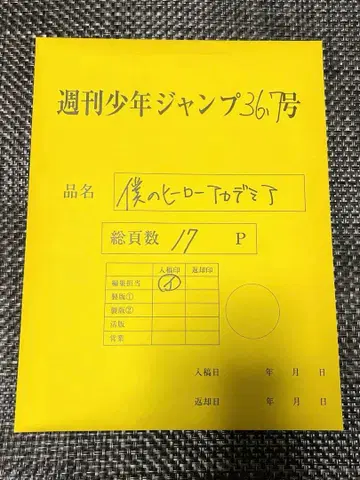 週刊少年ジャンプ36,7号
品名 僕のヒーローアカデミア
総頁数 17 P
入稿印 返却印
編集担当 イ
製版①
製版②
活版
営業
入稿日 年 月 日
返却日 年 月 日